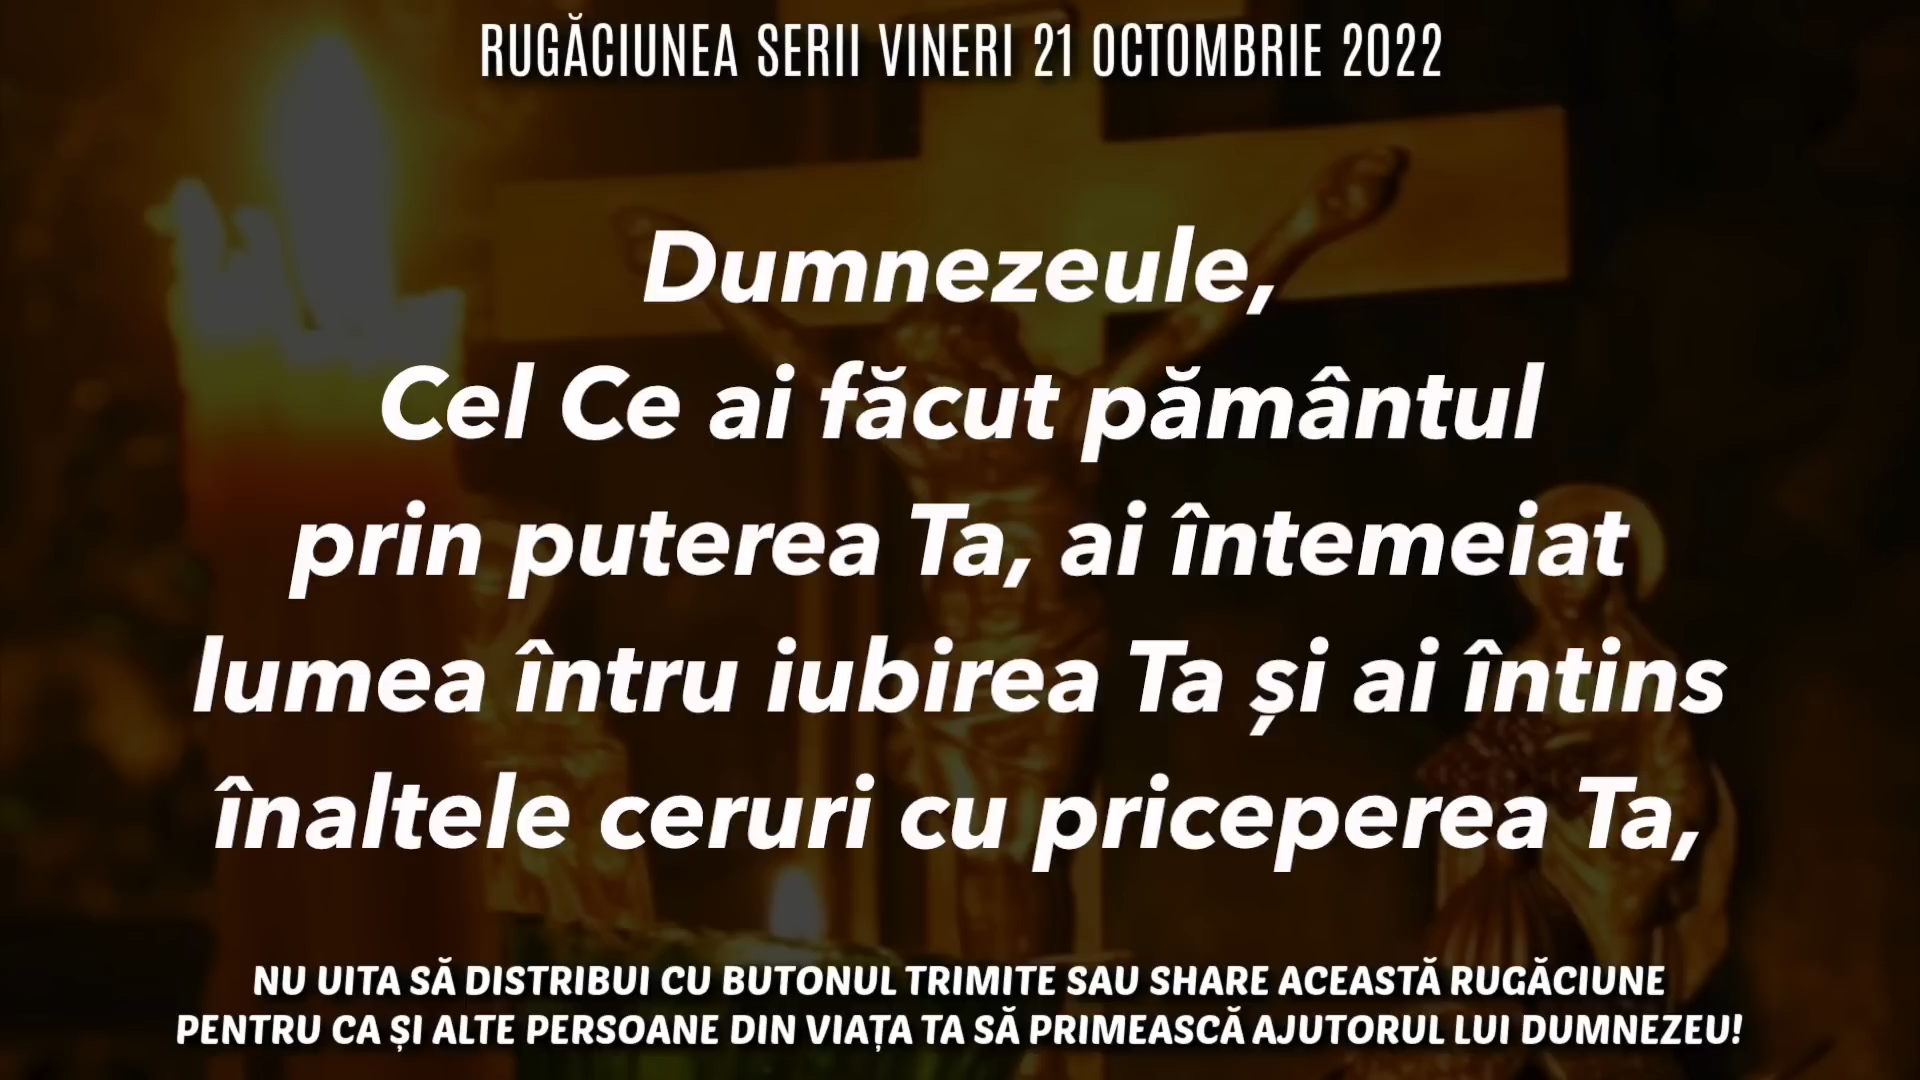 RUGĂCIUNEA SERII VINERI 21 OCTOMBRIE 2022
Dumnezeule,
Cel Ce ai făcut pământul
prin puterea Ta, ai întemeiat
lumea întru iubirea Ta și ai întins
înaltele ceruri cu priceperea Ta,
NU UITA SĂ DISTRIBUI CU BUTONUL TRIMITE SAU SHARE ACEASTĂ RUGĂCIUNE
PENTRU CA ȘI ALTE PERSOANE DIN VIAȚA TA SĂ PRIMEASCĂ AJUTORUL LUI DUMNEZEU!